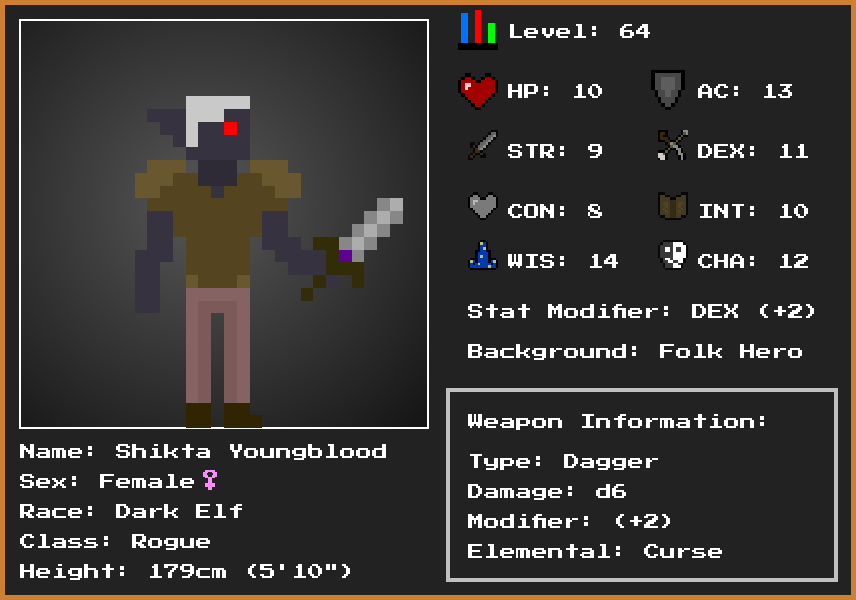 Level: 64
HP: 10
AC: 13
STR: 9
DEX: 11
CON: 8
INT: 10
WIS: 14
CHA: 12
Stat Modifier: DEX (+2)
Background: Folk Hero
Name: Shikta Youngblood
Sex: Female♀
Race: Dark Elf
Class: Rogue
Height: 179cm (5'10")
Weapon Information:
Type: Dagger
Damage: d6
Modifier: (+2)
Elemental: Curse